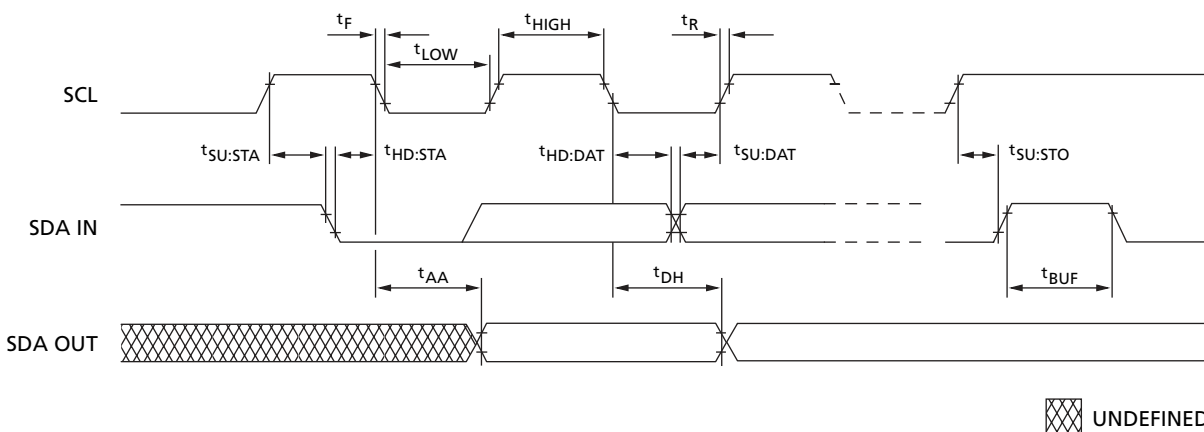 tF
tHIGH
tR
tLOW
SCL
tSU:STA
tHD:STA
tHD:DAT
tSU:DAT
tSU:STO
SDA IN
tAA
tDH
tBUF
SDA OUT
UNDEFINED